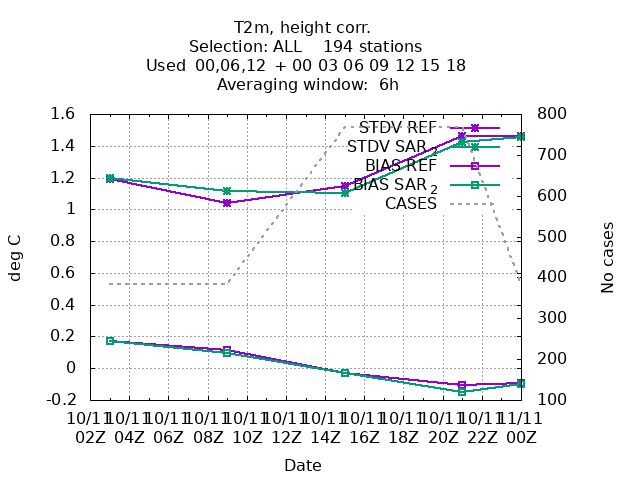 T2m, height corr.
Selection: ALL    194 stations
Used  00,06,12  + 00 03 06 09 12 15 18
Averaging window:  6h
1.6
1.4
1.2
1
0.8
0.6
0.4
0.2
0
-0.2
deg C
800
700
600
500
400
300
200
100
No cases
STDV REF
STDV SAR 2
BIAS REF
BIAS SAR 2
CASES
10/11 10/11 10/11 10/11 10/11 10/11 10/11 10/11 10/11 10/11 10/11 11/11
02Z 04Z 06Z 08Z 10Z 12Z 14Z 16Z 18Z 20Z 22Z 00Z
Date